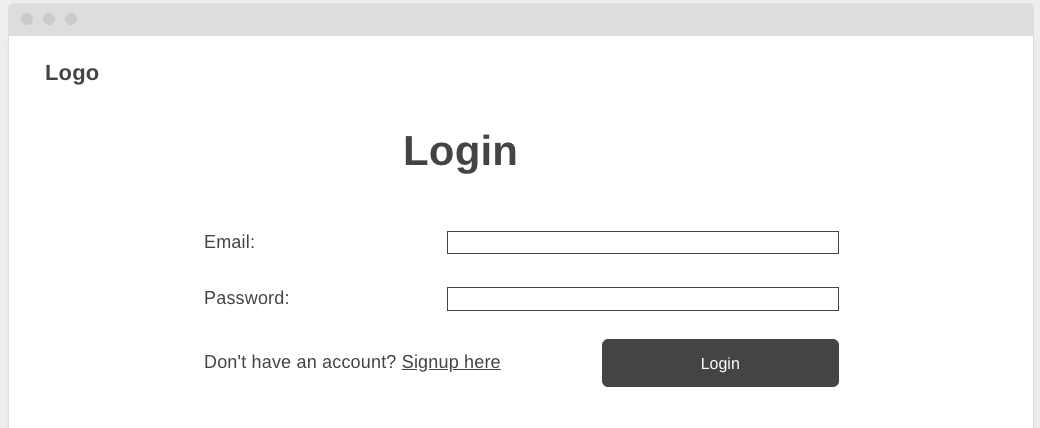 Logo
Login
Email:
Password:
Don't have an account? Signup here
Login